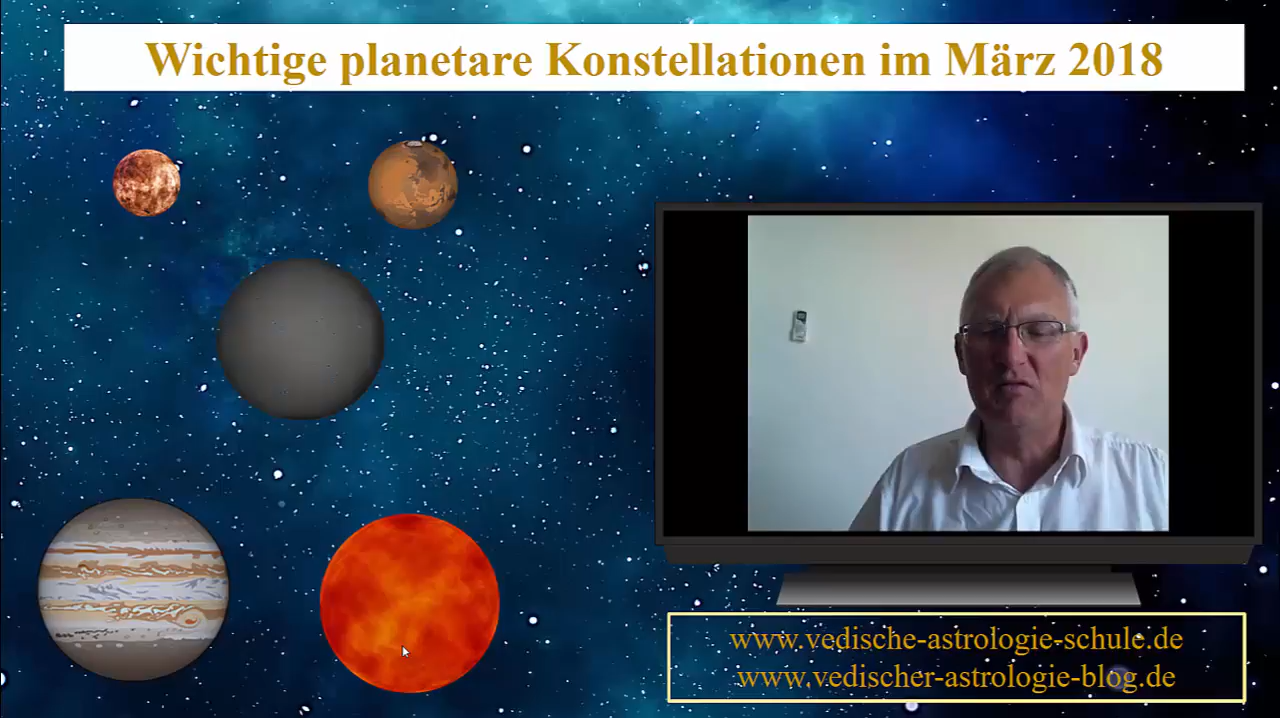 Wichtige planetare Konstellationen im März 2018
www.vedische-astrologie-schule.de
www.vedischer-astrologie-blog.de